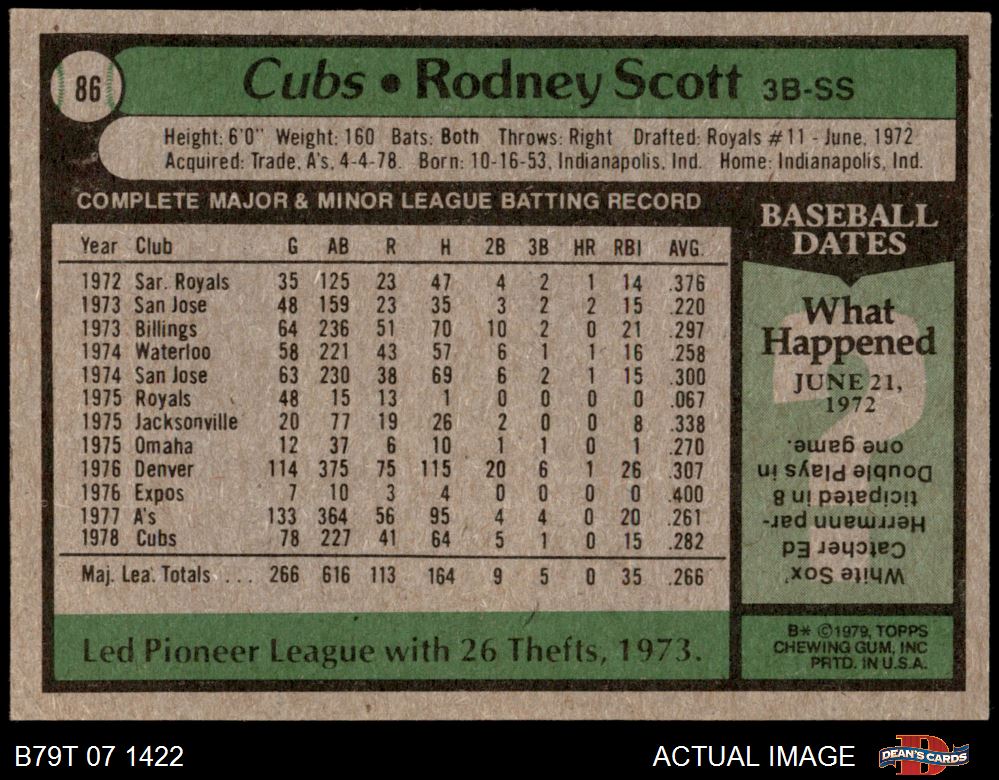 86
Cubs • Rodney Scott 3B-SS
Height: 6'0" Weight: 160 Bats: Both Throws: Right Drafted: Royals #11 - June, 1972
Acquired: Trade, A's, 4-4-78. Born: 10-16-53, Indianapolis, Ind. Home: Indianapolis, Ind.
COMPLETE MAJOR & MINOR LEAGUE BATTING RECORD
Year Club G AB R H 2B 3B HR RBI AVG.
1972 Sar. Royals 35 125 23 47 4 2 1 14 .376
1973 San Jose 48 159 23 35 3 2 2 15 .220
1973 Billings 64 236 51 70 10 2 0 21 .297
1974 Waterloo 58 221 43 57 6 1 1 16 .258
1974 San Jose 63 230 38 69 6 2 1 15 .300
1975 Royals 48 15 13 1 0 0 0 0 .067
1975 Jacksonville 20 77 19 26 2 0 0 8 .338
1975 Omaha 12 37 6 10 1 1 0 1 .270
1976 Denver 114 375 75 115 20 6 1 26 .307
1976 Expos 7 10 3 4 0 0 0 0 .400
1977 A's 133 364 56 95 4 4 0 20 .261
1978 Cubs 78 227 41 64 5 1 0 15 .282
Maj. Lea. Totals ... 266 616 113 164 9 5 0 35 .266
Led Pioneer League with 26 Thefts, 1973.
BASEBALL
DATES
What
Happened
JUNE 21,
1972
?
White Sox'
Catcher Ed
Herrmann par-
ticipated in 8
Double Plays in
one game.
B* ©1979, TOPPS
CHEWING GUM, INC
PRTD. IN U.S.A.
B79T 07 1422
ACTUAL IMAGE
D
DEAN'S CARDS